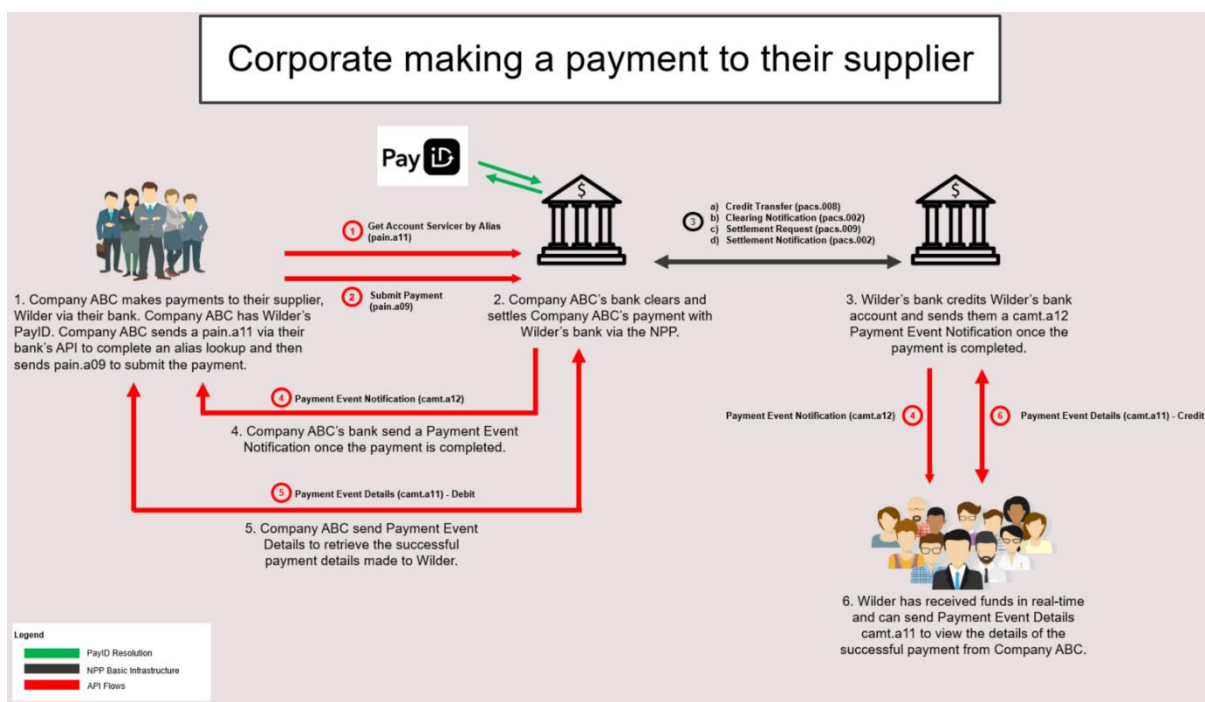 Corporate making a payment to their supplier
Pay iD
$
$
1
Get Account Servicer by Alias
(pain.a11)
2
Submit Payment
(pain.a09)
3
a) Credit Transfer (pacs.008)
b) Clearing Notification (pacs.002)
c) Settlement Request (pacs.009)
d) Settlement Notification (pacs.002)
1. Company ABC makes payments to their supplier,
Wilder via their bank. Company ABC has Wilder's
PayID. Company ABC sends a pain.a11 via their
bank's API to complete an alias lookup and then
sends pain.a09 to submit the payment.
2. Company ABC's bank clears and
settles Company ABC's payment with
Wilder's bank via the NPP.
3. Wilder's bank credits Wilder's bank
account and sends them a camt.a12
Payment Event Notification once the
payment is completed.
4 Payment Event Notification (camt.a12)
4. Company ABC's bank send a Payment Event
Notification once the payment is completed.
Payment Event Notification (camt.a12) 4
6 Payment Event Details (camt.a11) - Credit
5 Payment Event Details (camt.a11) - Debit
5. Company ABC send Payment Event
Details to retrieve the successful
payment details made to Wilder.
6. Wilder has received funds in real-time
and can send Payment Event Details
camt.a11 to view the details of the
successful payment from Company ABC.
Legend
PayID Resolution
NPP Basic Infrastructure
API Flows